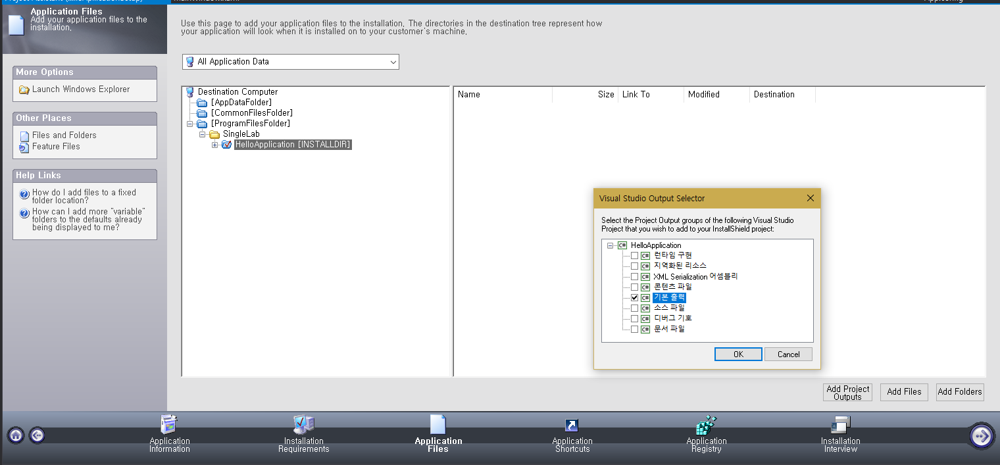 Application Files
Add your application files to the
installation.
More Options
Launch Windows Explorer
Other Places
Files and Folders
Feature Files
Help Links
How do I add files to a fixed
folder location?
How can I add more "variable"
folders to the defaults already
being displayed to me?
Use this page to add your application files to the installation. The directories in the destination tree represent how
your application will look when it is installed on to your customer's machine.
All Application Data
Destination Computer
[AppDataFolder]
[CommonFilesFolder]
[ProgramFilesFolder]
SingleLab
HelloApplication [INSTALLDIR]
Name Size Link To Modified Destination
Visual Studio Output Selector
Select the Project Output groups of the following Visual Studio
Project that you wish to add to your InstallShield project:
C# HelloApplication
C# 런타임 구현
C# 지역화된 리소스
C# XML Serialization 어셈블리
C# 콘텐츠 파일
C# 기본 출력
C# 소스 파일
C# 디버그 기호
C# 문서 파일
OK Cancel
Add Project
Outputs
Add Files
Add Folders
Application
Information
Installation
Requirements
Application
Files
Application
Shortcuts
Application
Registry
Installation
Interview